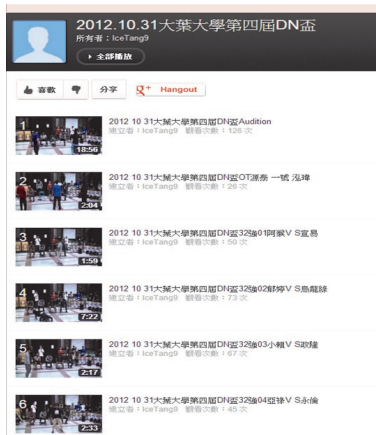 2012.10.31大葉大學第四屆DN盃
所有者：IceTang9
全部播放
喜歡 分享 g+ Hangout
1 2012 10 31大葉大學第四屆DN盃Audition
建立者：IceTang9 觀看次數：126 次
18:56
2 2012 10 31大葉大學第四屆DN盃OT源泰 一號 泓瑋
建立者：IceTang9 觀看次數：26 次
2:04
3 2012 10 31大葉大學第四屆DN盃32強01阿猴V S宣易
建立者：IceTang9 觀看次數：50 次
1:59
4 2012 10 31大葉大學第四屆DN盃32強02郁婷V S烏龍綠
建立者：IceTang9 觀看次數：73 次
7:22
5 2012 10 31大葉大學第四屆DN盃32強03小賴V S政隆
建立者：IceTang9 觀看次數：67 次
2:17
6 2012 10 31大葉大學第四屆DN盃32強04亞祿V S永倫
建立者：IceTang9 觀看次數：45 次
2:33